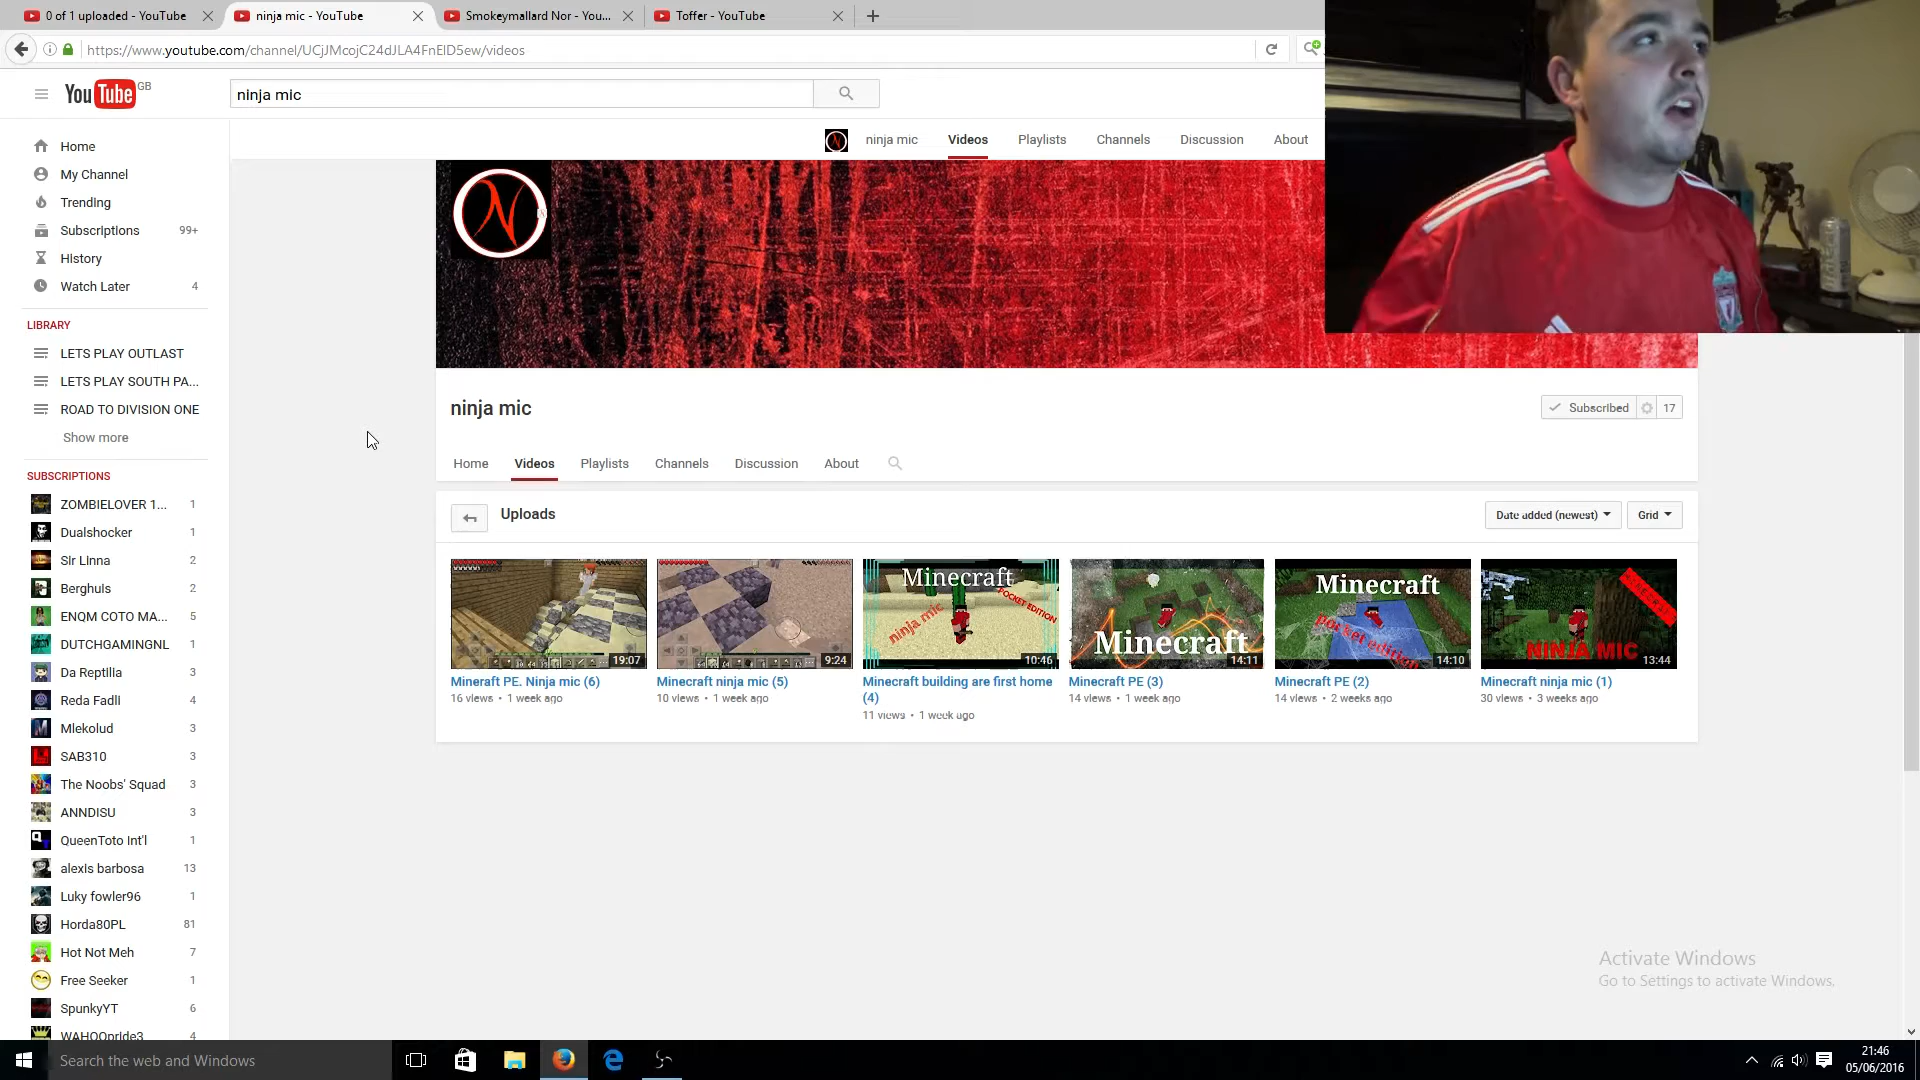 0 of 1 uploaded - YouTube
ninja mic - YouTube
Smokeymallard Nor - You...
Toffer - YouTube
https://www.youtube.com/channel/UCjJMcojC24dJLA4FnElD5ew/videos
YouTube GB
ninja mic
ninja mic
Videos
Playlists
Channels
Discussion
About
Home
My Channel
Trending
Subscriptions 99+
History
Watch Later 4
LIBRARY
LETS PLAY OUTLAST
LETS PLAY SOUTH PA...
ROAD TO DIVISION ONE
Show more
SUBSCRIPTIONS
ZOMBIELOVER 1... 1
Dualshocker 1
Sir Linna 2
Berghuis 2
ENQM COTO MA... 5
DUTCHGAMINGNL 1
Da Reptilia 3
Reda Fadli 4
Mlekolud 3
SAB310 3
The Noobs' Squad 3
ANNDISU 3
QueenToto Int'l 1
alexis barbosa 13
Luky fowler96 1
Horda80PL 81
Hot Not Meh 7
Free Seeker 1
SpunkyYT 6
WAHOOpride3 4
N
ninja mic
Subscribed 17
Home
Videos
Playlists
Channels
Discussion
About
Uploads
Date added (newest)
Grid
19:07
Mineraft PE. Ninja mic (6)
16 views • 1 week ago
9:24
Minecraft ninja mic (5)
10 views • 1 week ago
Minecraft
POCKET EDITION
ninja mic
10:46
Minecraft building are first home
(4)
11 views • 1 week ago
Minecraft
14:11
Minecraft PE (3)
14 views • 1 week ago
Minecraft
pocket edition
14:10
Minecraft PE (2)
14 views • 2 weeks ago
NINJA MIC
13:44
Minecraft ninja mic (1)
30 views • 3 weeks ago
Activate Windows
Go to Settings to activate Windows.
Search the web and Windows
21:46
05/06/2016